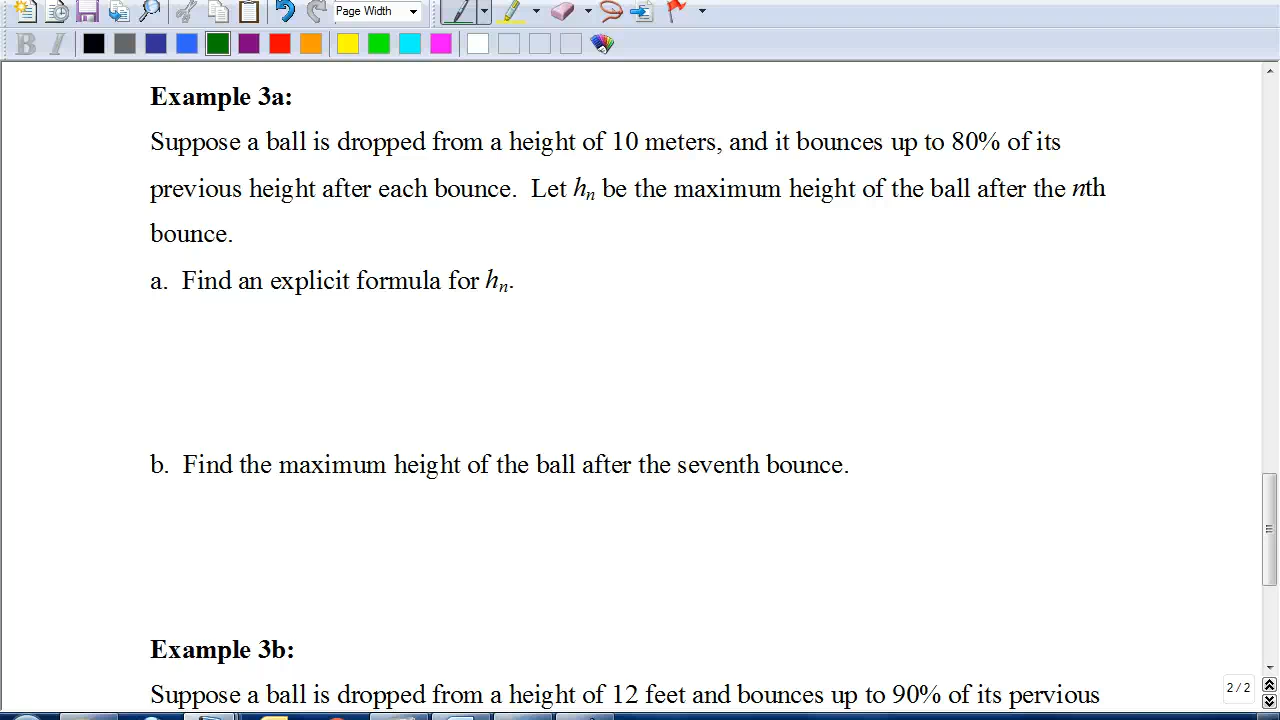 Page Width
B I
Example 3a:
Suppose a ball is dropped from a height of 10 meters, and it bounces up to 80% of its
previous height after each bounce.  Let hₙ be the maximum height of the ball after the nth
bounce.
a.  Find an explicit formula for hₙ.
b.  Find the maximum height of the ball after the seventh bounce.
Example 3b:
Suppose a ball is dropped from a height of 12 feet and bounces up to 90% of its pervious
2 / 2